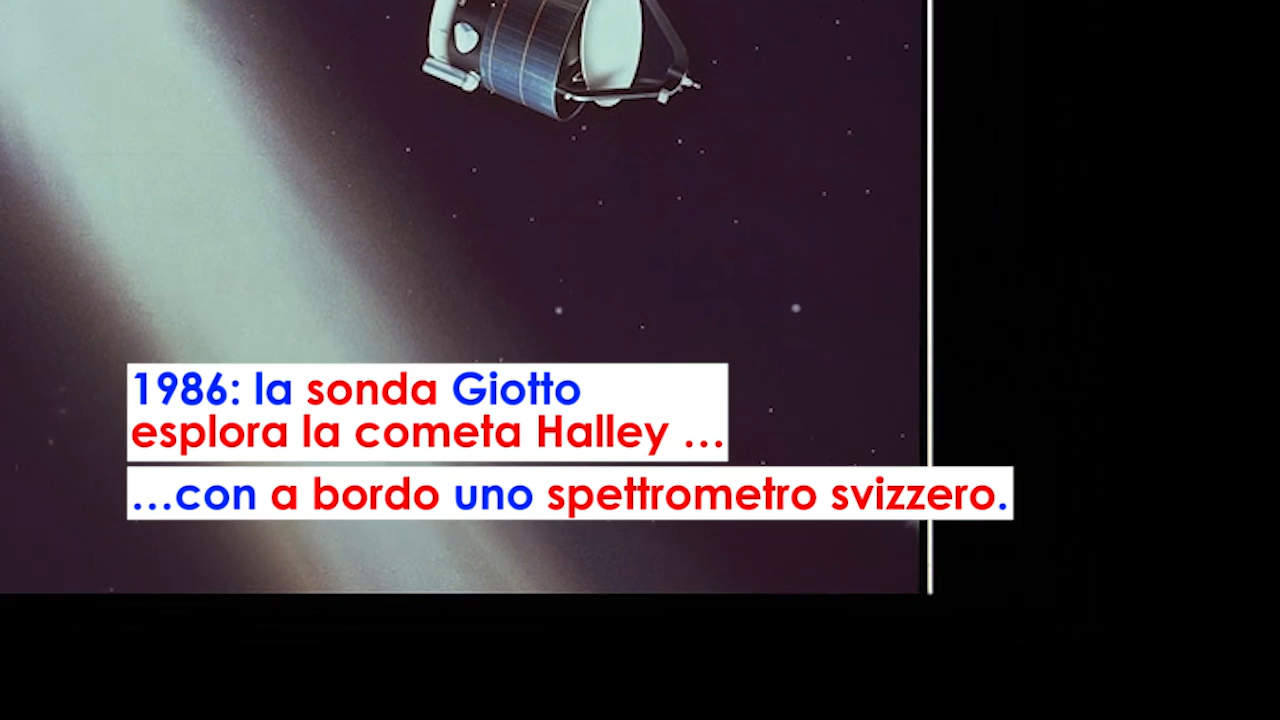 1986: la sonda Giotto
esplora la cometa Halley ...
...con a bordo uno spettrometro svizzero.